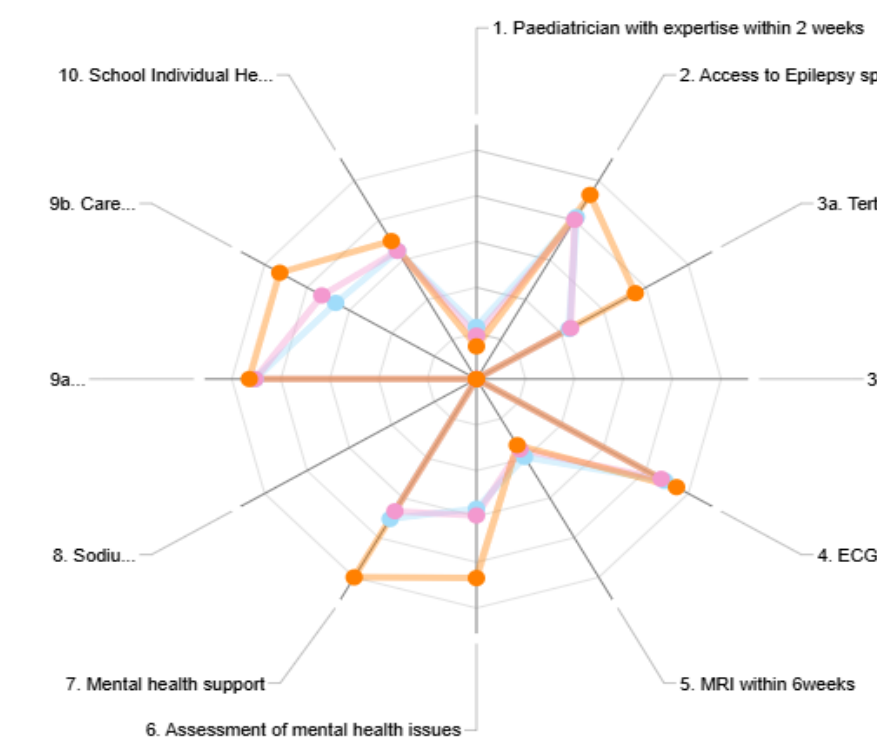 1. Paediatrician with expertise within 2 weeks
2. Access to Epilepsy sp
3a. Tert
3
4. ECG
5. MRI within 6weeks
6. Assessment of mental health issues
7. Mental health support
8. Sodiu...
9a...
9b. Care...
10. School Individual He...